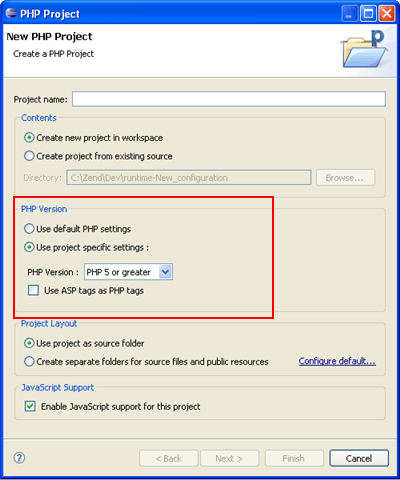 PHP Project
New PHP Project
Create a PHP Project
Project name:
Contents
Create new project in workspace
Create project from existing source
Directory: C:\Zend\Dev\runtime-New_configuration Browse...
PHP Version
Use default PHP settings
Use project specific settings :
PHP Version : PHP 5 or greater
Use ASP tags as PHP tags
Project Layout
Use project as source folder
Create separate folders for source files and public resources Configure default...
JavaScript Support
Enable JavaScript support for this project
? < Back Next > Finish Cancel